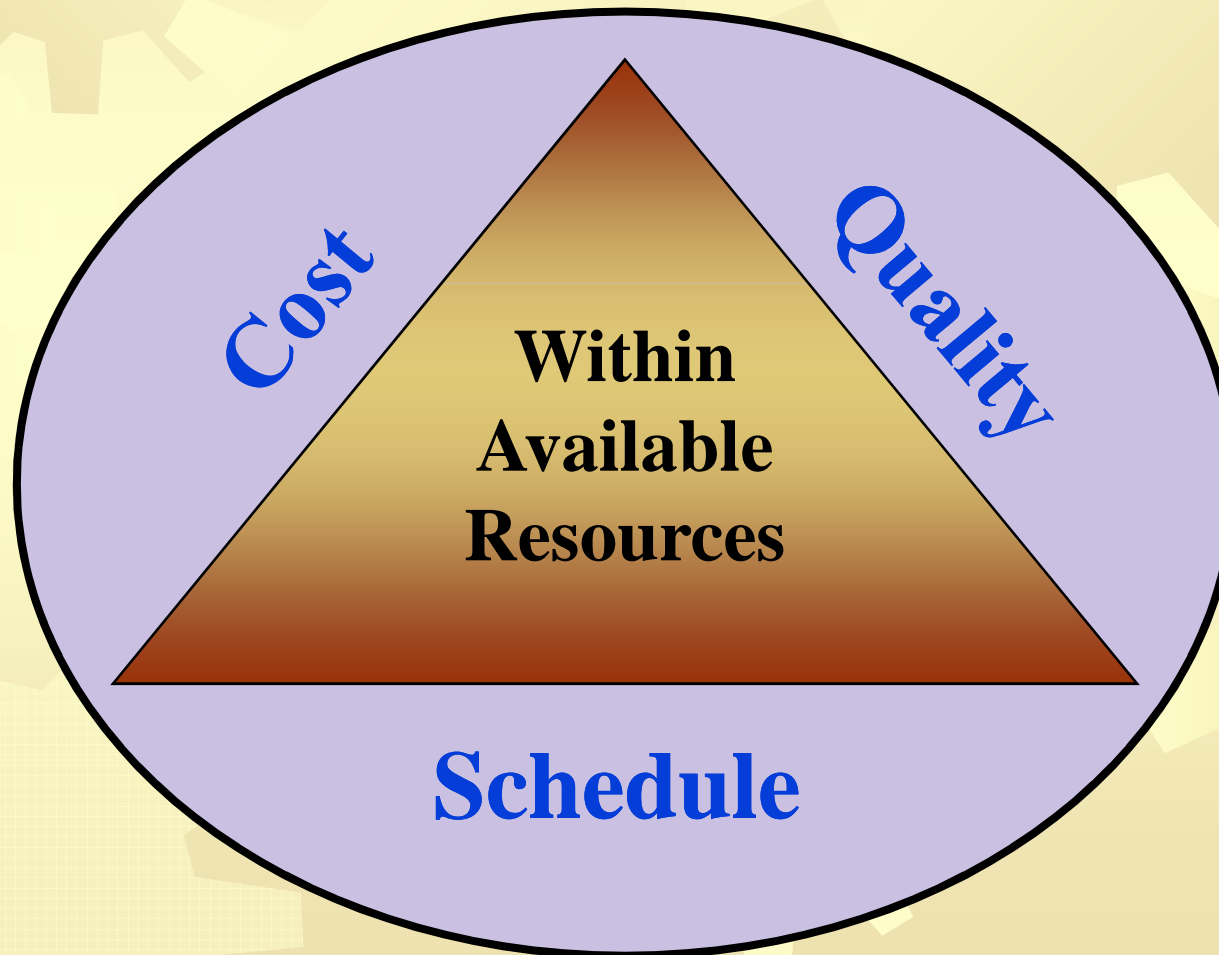 Cost
Quality
Within
Available
Resources
Schedule